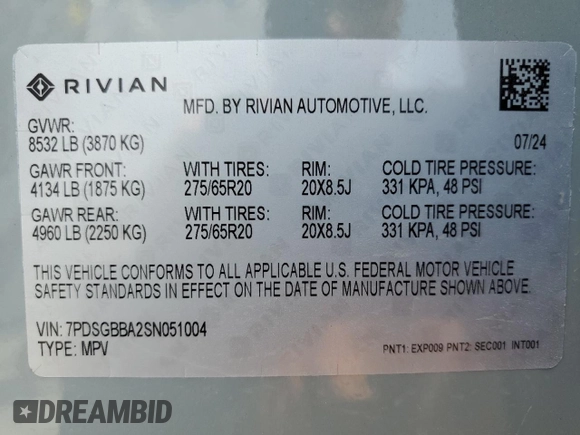 RIVIAN
MFD. BY RIVIAN AUTOMOTIVE, LLC.
GVWR:
8532 LB (3870 KG) 07/24
GAWR FRONT: WITH TIRES: RIM: COLD TIRE PRESSURE:
4134 LB (1875 KG) 275/65R20 20X8.5J 331 KPA, 48 PSI
GAWR REAR: WITH TIRES: RIM: COLD TIRE PRESSURE:
4960 LB (2250 KG) 275/65R20 20X8.5J 331 KPA, 48 PSI
THIS VEHICLE CONFORMS TO ALL APPLICABLE U.S. FEDERAL MOTOR VEHICLE
SAFETY STANDARDS IN EFFECT ON THE DATE OF MANUFACTURE SHOWN ABOVE.
VIN: 7PDSGBBA2SN051004
TYPE: MPV PNT1: EXP009 PNT2: SEC001 INT001
DREAMBID